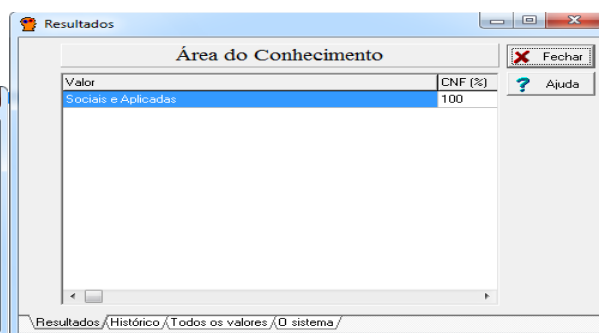 Resultados
Área do Conhecimento
Fechar
Valor
CNF (%)
Ajuda
Sociais e Aplicadas
100
Resultados
Histórico
Todos os valores
O sistema